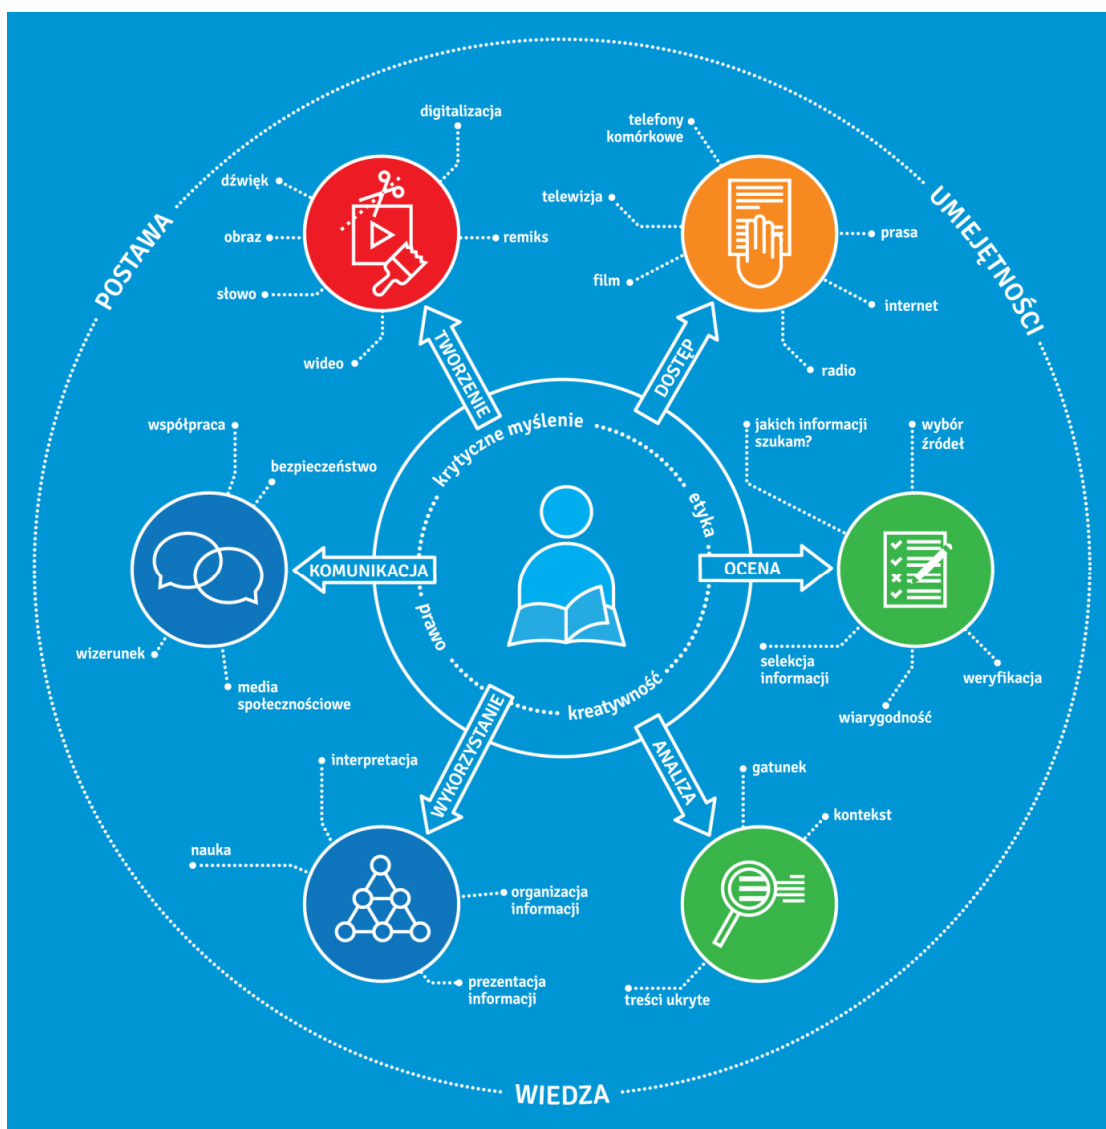 POSTAWA
UMIEJĘTNOŚCI
WIEDZA
digitalizacja
dźwięk
obraz
słowo
wideo
remiks
TWORZENIE
telefony
komórkowe
telewizja
film
prasa
internet
radio
DOSTĘP
współpraca
bezpieczeństwo
wizerunek
media
społecznościowe
KOMUNIKACJA
krytyczne myślenie
etyka
prawo
kreatywność
jakich informacji
szukam?
wybór
źródeł
selekcja
informacji
wiarygodność
weryfikacja
OCENA
interpretacja
nauka
organizacja
informacji
prezentacja
informacji
WYKORZYSTANIE
gatunek
kontekst
treści ukryte
ANALIZA